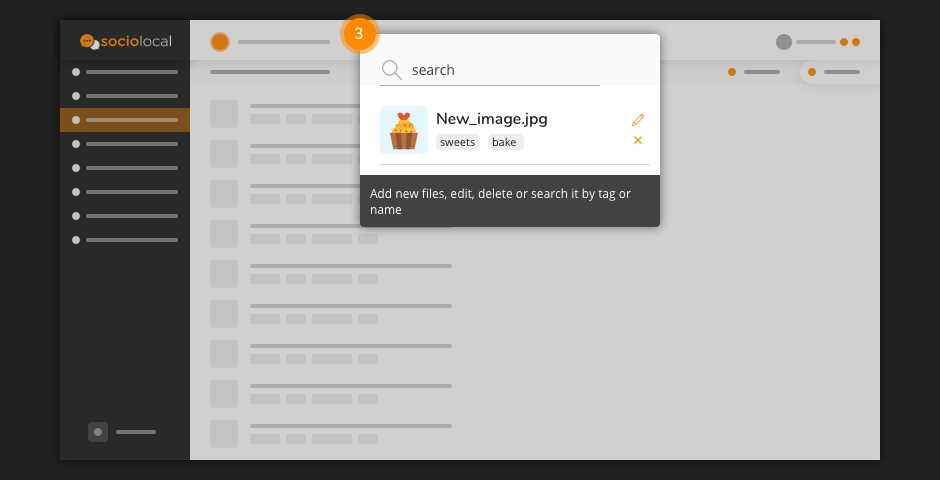 sociolocal
3
search
New_image.jpg
sweets bake
Add new files, edit, delete or search it by tag or
name